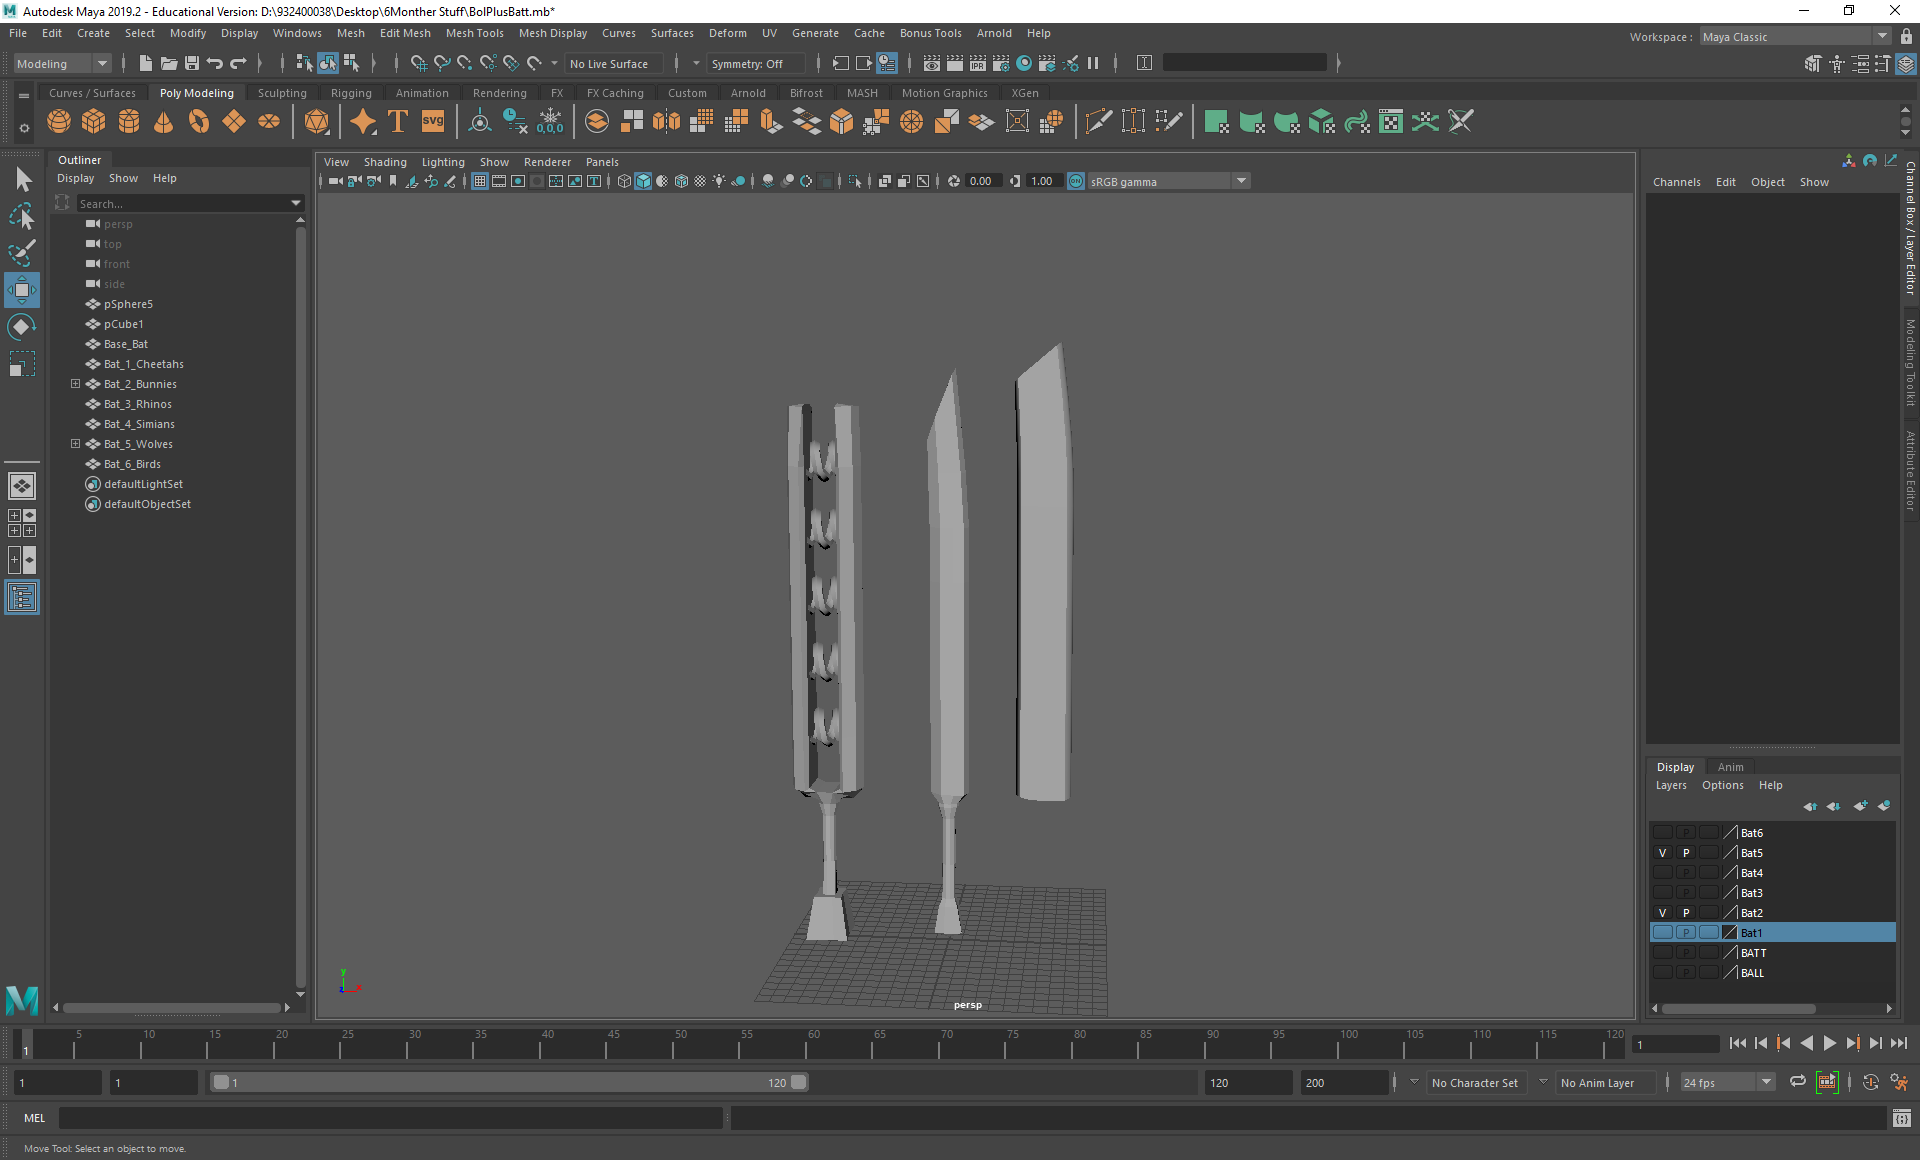 Autodesk Maya 2019.2 - Educational Version: D:\932400038\Desktop\6Monther Stuff\BolPlusBatt.mb*
File Edit Create Select Modify Display Windows Mesh Edit Mesh Mesh Tools Mesh Display Curves Surfaces Deform UV Generate Cache Bonus Tools Arnold Help
Workspace : Maya Classic
Modeling No Live Surface Symmetry: Off
Curves / Surfaces Poly Modeling Sculpting Rigging Animation Rendering FX FX Caching Custom Arnold Bifrost MASH Motion Graphics XGen
T SVG 0,0,0
IPR
Outliner
Display Show Help
Search...
persp
top
front
side
pSphere5
pCube1
Base_Bat
Bat_1_Cheetahs
Bat_2_Bunnies
Bat_3_Rhinos
Bat_4_Simians
Bat_5_Wolves
Bat_6_Birds
defaultLightSet
defaultObjectSet
View Shading Lighting Show Renderer Panels
0.00 1.00 ON sRGB gamma
y
z x
persp
Channels Edit Object Show
Channel Box / Layer Editor
Modeling Toolkit
Attribute Editor
Display Anim
Layers Options Help
P Bat6
V P Bat5
P Bat4
P Bat3
V P Bat2
P Bat1
P BATT
P BALL
M
5 10 15 20 25 30 35 40 45 50 55 60 65 70 75 80 85 90 95 100 105 110 115 120
1 1
1 1 1 120 120 200 No Character Set No Anim Layer 24 fps
MEL
Move Tool: Select an object to move.